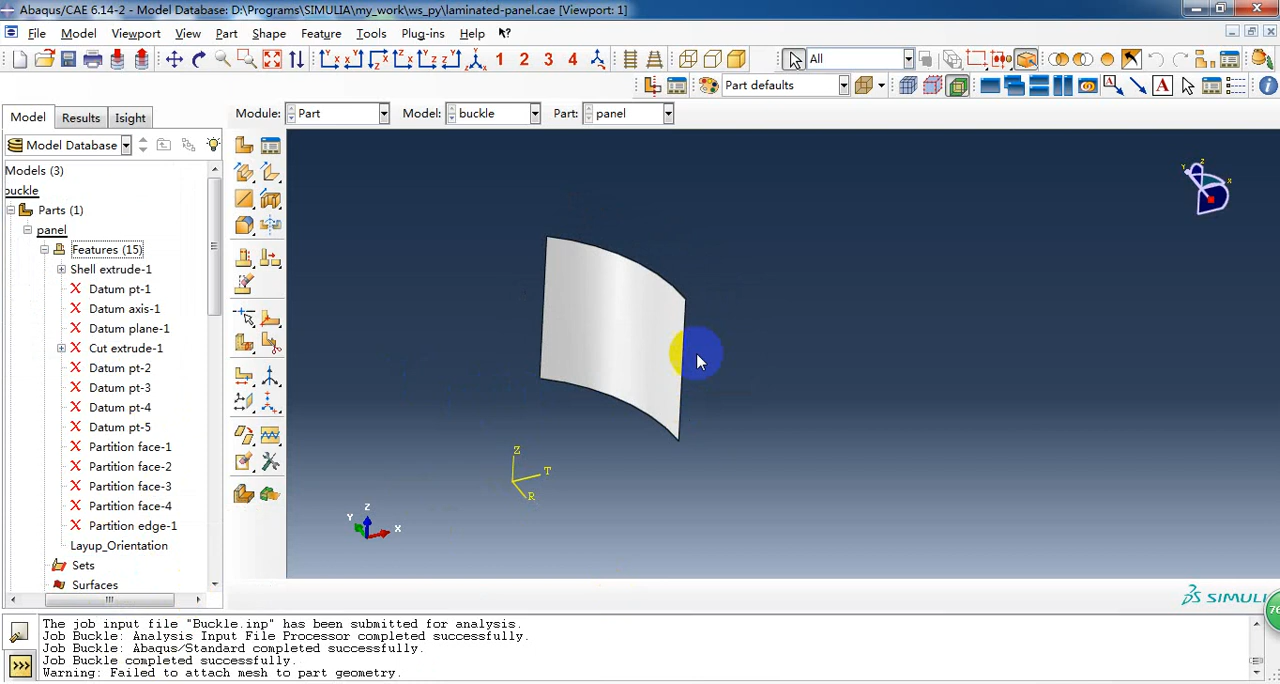 Abaqus/CAE 6.14-2 - Model Database: D:\Programs\SIMULIA\my_work\ws_py\laminated-panel.cae [Viewport: 1]
File Model Viewport View Part Shape Feature Tools Plug-ins Help
1 2 3 4 All
Part defaults
Model Results Isight Module: Part Model: buckle Part: panel
Model Database
Models (3)
buckle
Parts (1)
panel
Features (15)
Shell extrude-1
Datum pt-1
Datum axis-1
Datum plane-1
Cut extrude-1
Datum pt-2
Datum pt-3
Datum pt-4
Datum pt-5
Partition face-1
Partition face-2
Partition face-3
Partition face-4
Partition edge-1
Layup_Orientation
Sets
Surfaces
Y Z X
Z T R
Z Y X
SIMULI
76
The job input file "Buckle.inp" has been submitted for analysis.
Job Buckle: Analysis Input File Processor completed successfully.
Job Buckle: Abaqus/Standard completed successfully.
Job Buckle completed successfully.
Warning: Failed to attach mesh to part geometry.